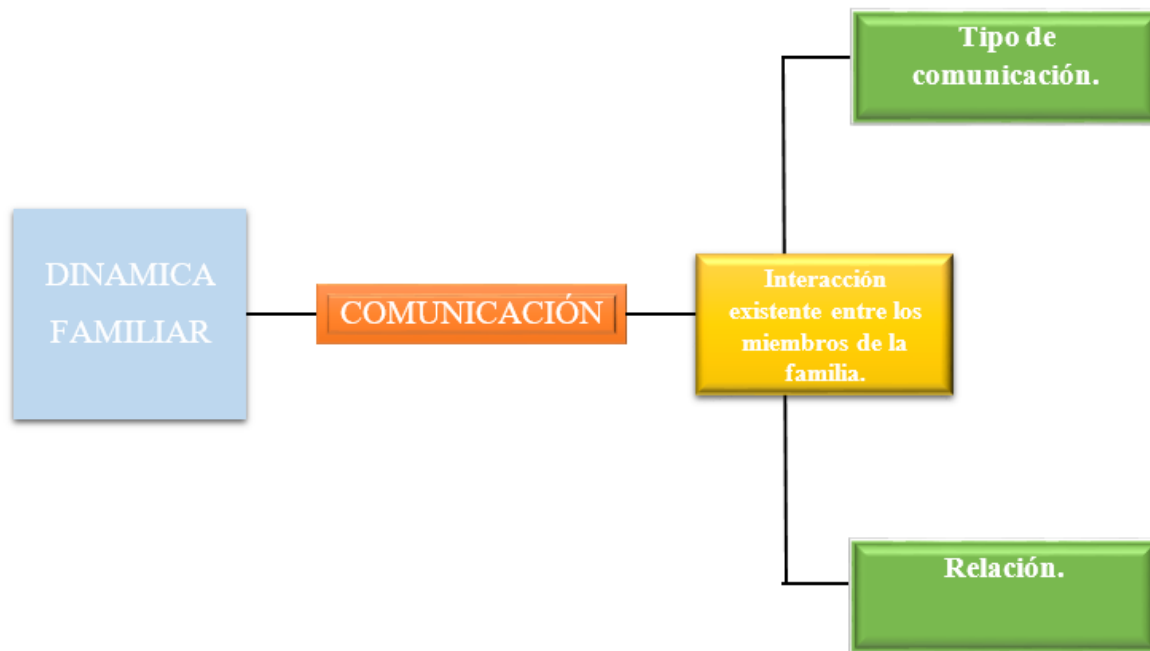 Tipo de
comunicación.
DINAMICA
FAMILIAR
COMUNICACIÓN
Interacción
existente entre los
miembros de la
familia.
Relación.